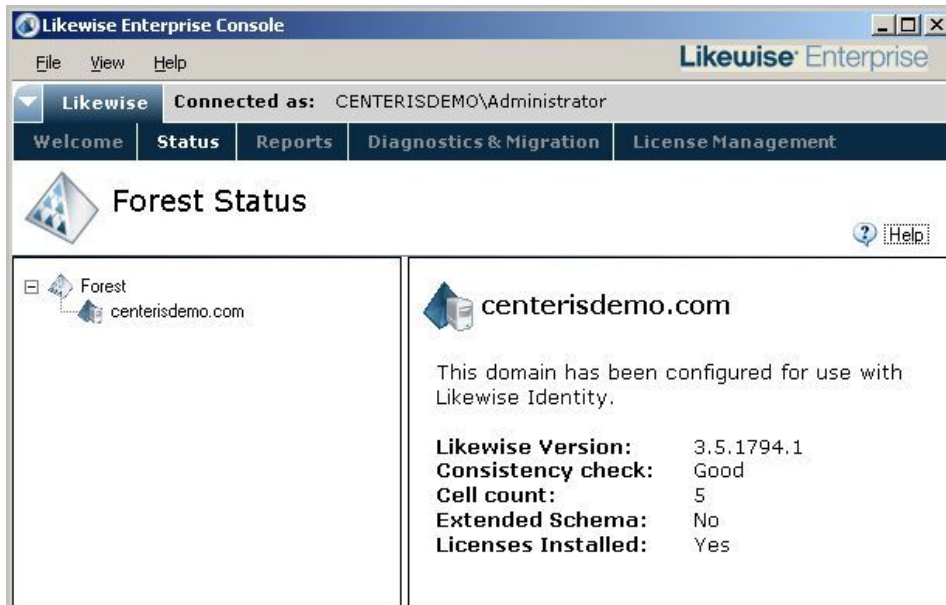 Likewise Enterprise Console
File View Help
Likewise Enterprise
Likewise Connected as: CENTERISDEMO\Administrator
Welcome Status Reports Diagnostics & Migration License Management
Forest Status
Help
Forest
centerisdemo.com
centerisdemo.com
This domain has been configured for use with
Likewise Identity.
Likewise Version: 3.5.1794.1
Consistency check: Good
Cell count: 5
Extended Schema: No
Licenses Installed: Yes